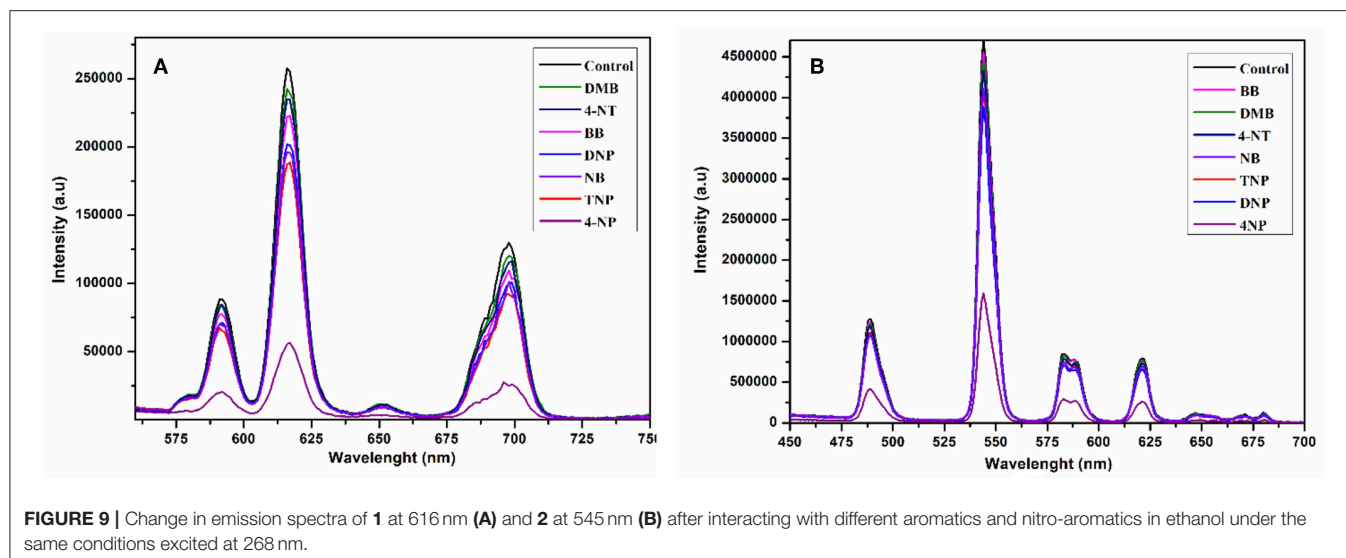 A
Control
DMB
4-NT
BB
DNP
NB
TNP
4-NP
Intensity (a.u)
250000
200000
150000
100000
50000
575
600
625
650
675
700
725
750
Wavelenght (nm)
B
Control
BB
DMB
4-NT
NB
TNP
DNP
4NP
Intensity (a.u)
4500000
4000000
3500000
3000000
2500000
2000000
1500000
1000000
500000
0
450
475
500
525
550
575
600
625
650
675
700
Wavelenght (nm)
FIGURE 9 | Change in emission spectra of 1 at 616 nm (A) and 2 at 545 nm (B) after interacting with different aromatics and nitro-aromatics in ethanol under the
same conditions excited at 268 nm.